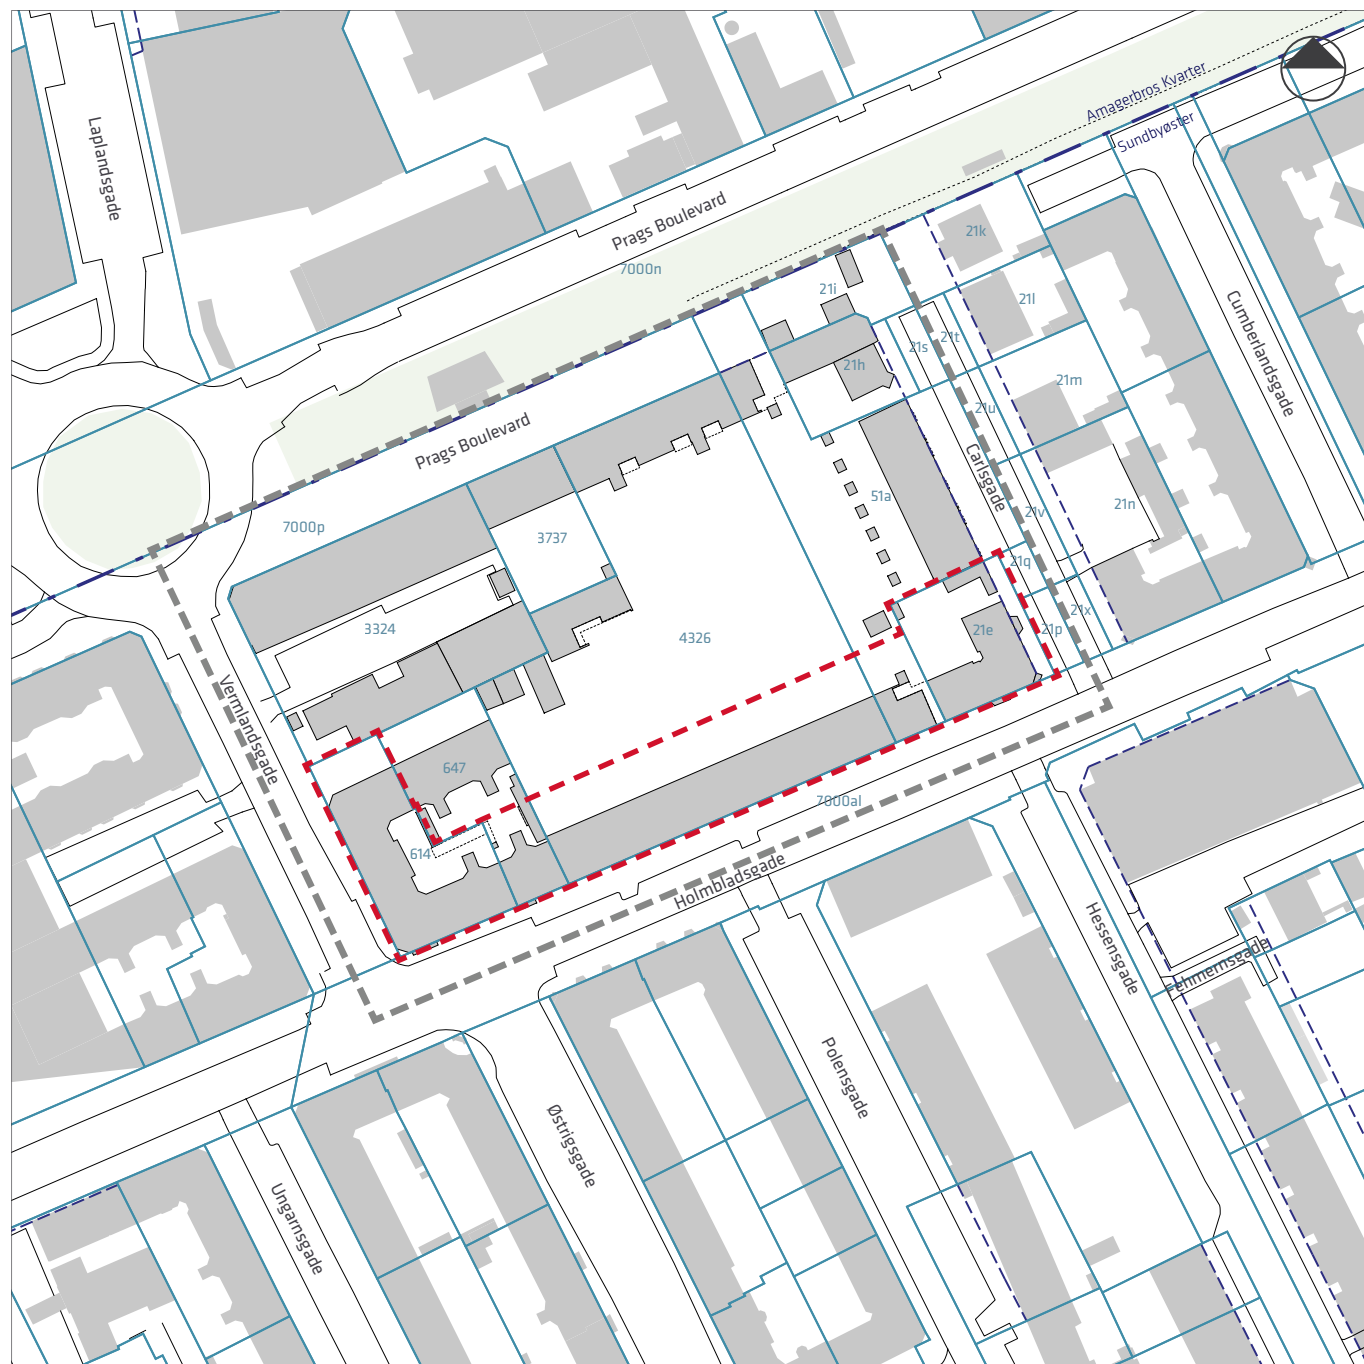 Amagerbros Kvarter
Sundbyøster
Laplandsgade
Prags Boulevard
7000n
21k
21i
21l
21t
21s
Cumberlandsgade
21h
21m
21u
Prags Boulevard
Carlsgade
51a
21n
21v
7000p
3737
21q
21x
3324
4326
21e
21p
Vermlandsgade
647
7000al
614
Holmbladsgade
Hessensgade
Fehmernsgade
Polensgade
Østrigsgade
Ungarnsgade